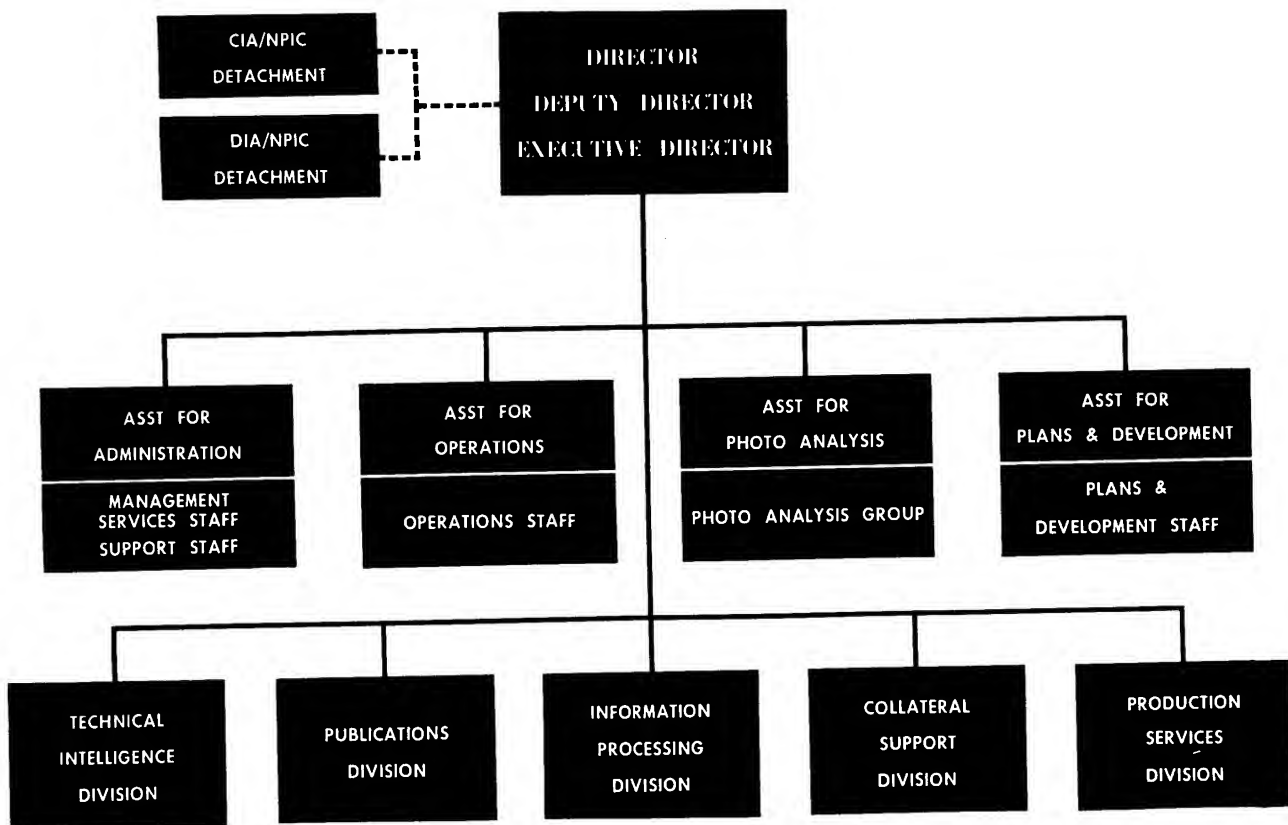 CIA/NPIC
DETACHMENT
DIA/NPIC
DETACHMENT
DIRECTOR
DEPUTY DIRECTOR
EXECUTIVE DIRECTOR
ASST FOR
ADMINISTRATION
MANAGEMENT
SERVICES STAFF
SUPPORT STAFF
ASST FOR
OPERATIONS
OPERATIONS STAFF
ASST FOR
PHOTO ANALYSIS
PHOTO ANALYSIS GROUP
ASST FOR
PLANS & DEVELOPMENT
PLANS &
DEVELOPMENT STAFF
TECHNICAL
INTELLIGENCE
DIVISION
PUBLICATIONS
DIVISION
INFORMATION
PROCESSING
DIVISION
COLLATERAL
SUPPORT
DIVISION
PRODUCTION
SERVICES
DIVISION